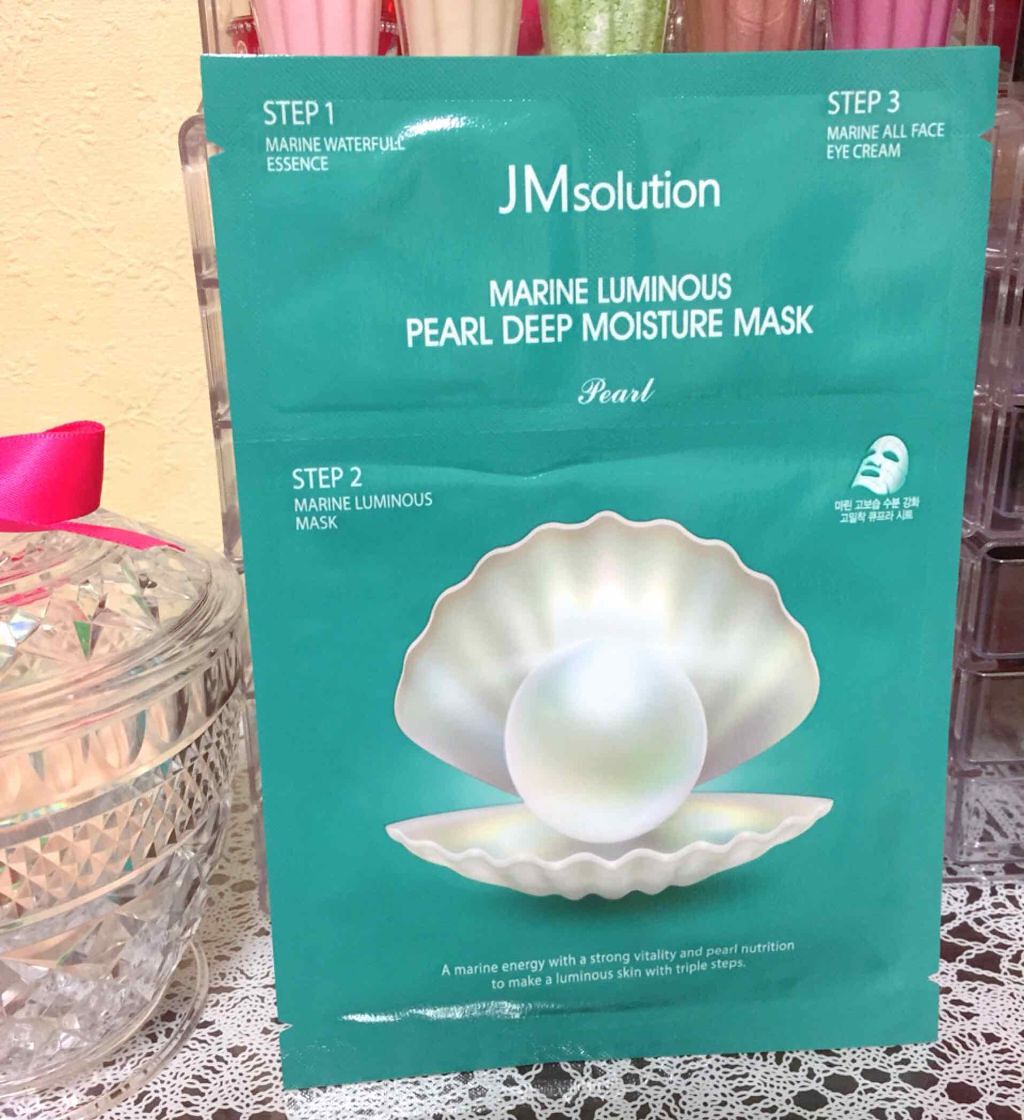 STEP 1
MARINE WATERFULL
ESSENCE
STEP 3
MARINE ALL FACE
EYE CREAM
JMsolution
MARINE LUMINOUS
PEARL DEEP MOISTURE MASK
Pearl
STEP 2
MARINE LUMINOUS
MASK
마린 고보습 수분 강화
고밀착 큐프라 시트
A marine energy with a strong vitality and pearl nutrition
to make a luminous skin with triple steps.